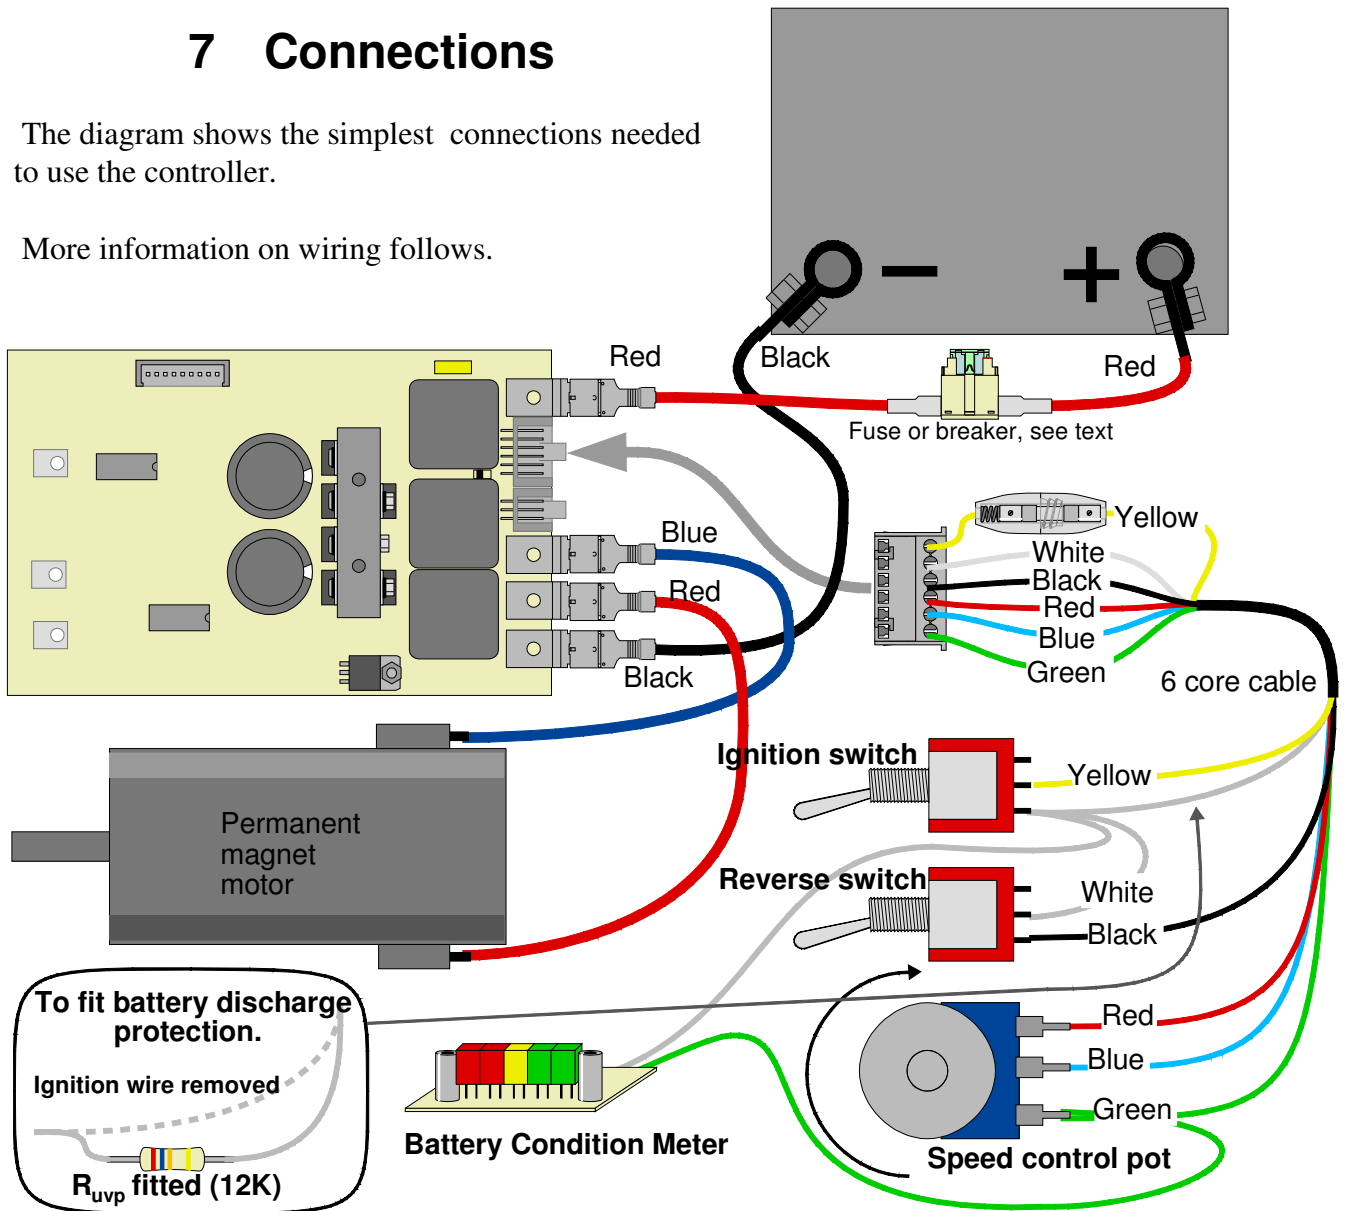 7 Connections
The diagram shows the simplest connections needed
to use the controller.
More information on wiring follows.
− +
Red
Black
Red
Fuse or breaker, see text
Blue
Red
Black
Yellow
White
Black
Red
Blue
Green
6 core cable
Ignition switch
Yellow
Permanent
magnet
motor
Reverse switch
White
Black
To fit battery discharge
protection.
Ignition wire removed
Ruvp fitted (12K)
Battery Condition Meter
Red
Blue
Green
Speed control pot